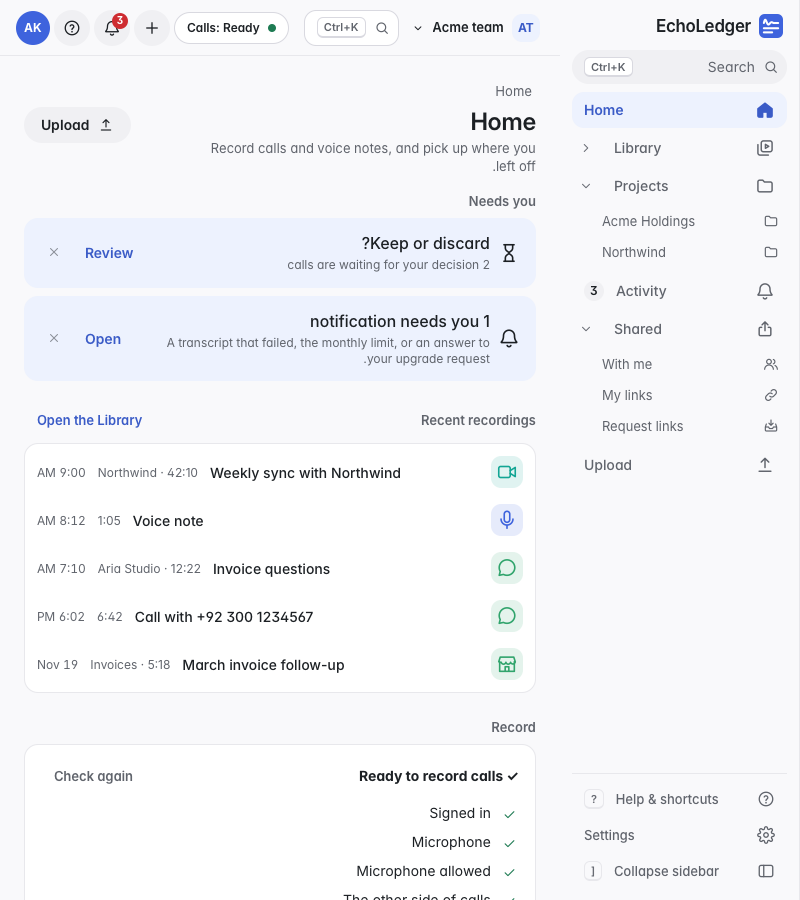 EchoLedger
Search Ctrl+K
Home
Library
Projects
Acme Holdings
Northwind
Activity 3
Shared
With me
My links
Request links
Upload
? Help & shortcuts
Settings
] Collapse sidebar
AT Acme team
Ctrl+K
Calls: Ready
3
AK
Home
Home
Record calls and voice notes, and pick up where you
.left off
Upload
Needs you
?Keep or discard
calls are waiting for your decision 2
Review
notification needs you 1
A transcript that failed, the monthly limit, or an answer to
.your upgrade request
Open
Recent recordings
Open the Library
AM 9:00 Northwind · 42:10 Weekly sync with Northwind
AM 8:12 1:05 Voice note
AM 7:10 Aria Studio · 12:22 Invoice questions
PM 6:02 6:42 Call with +92 300 1234567
Nov 19 Invoices · 5:18 March invoice follow-up
Record
Ready to record calls ✓
Check again
Signed in
Microphone
Microphone allowed
The other side of calls